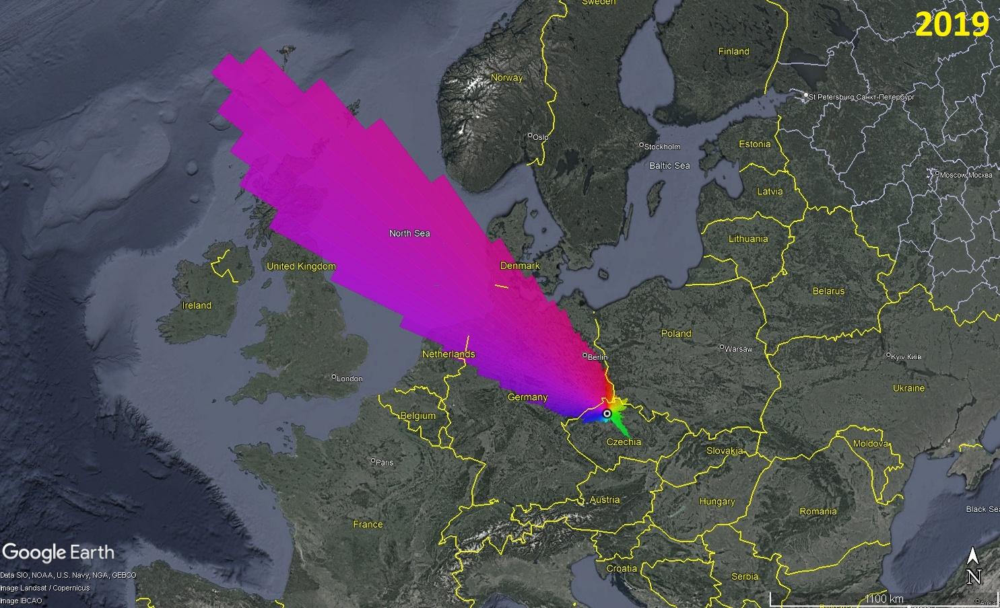 Sweden
2019
Finland
Norway
St Petersburg Санкт-Петербург
Oslo
Stockholm
Estonia
Baltic Sea
Moscow Москва
Latvia
North Sea
Lithuania
United Kingdom
Denmark
Belarus
Ireland
Poland
Netherlands
Warsaw
Berlin
Kyiv Київ
London
Ukraine
Germany
Belgium
Czechia
Moldova
Slovakia
Paris
Austria
Hungary
Romania
Black Sea
France
Google Earth
Croatia
Data SIO, NOAA, U.S. Navy, NGA, GEBCO
Serbia
N
Image Landsat / Copernicus
1100 km
Image IBCAO